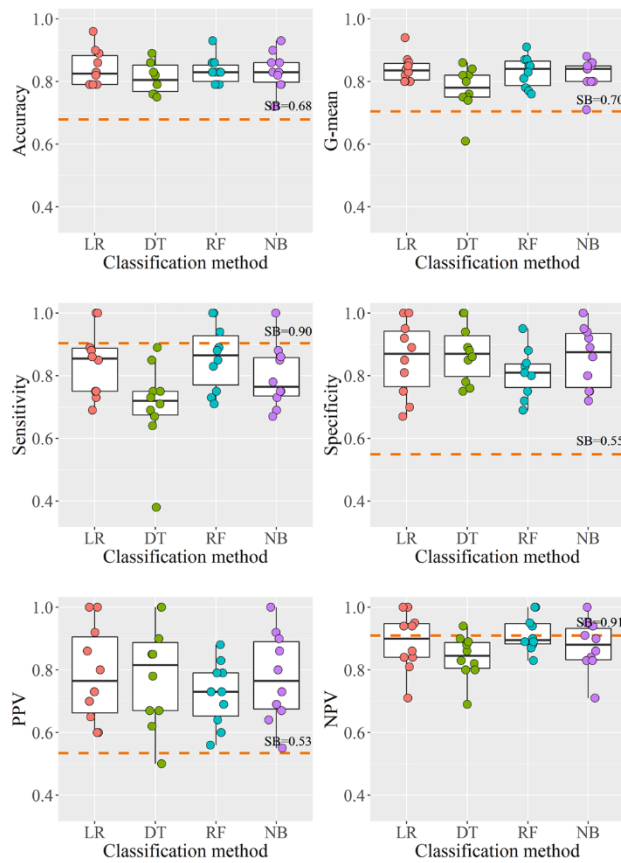 Accuracy
1.0
0.8
0.6
0.4
SB=0.68
LR DT RF NB
Classification method
G-mean
1.0
0.8
0.6
0.4
SB=0.70
LR DT RF NB
Classification method
Sensitivity
1.0
0.8
0.6
0.4
SB=0.90
LR DT RF NB
Classification method
Specificity
1.0
0.8
0.6
0.4
SB=0.55
LR DT RF NB
Classification method
PPV
1.0
0.8
0.6
0.4
SB=0.53
LR DT RF NB
Classification method
NPV
1.0
0.8
0.6
0.4
SB=0.91
LR DT RF NB
Classification method